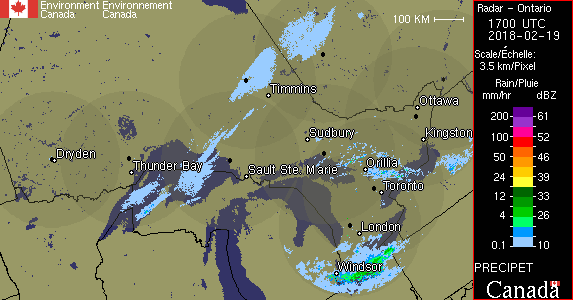 Environment Environnement
Canada Canada
100 KM
Timmins
Ottawa
Sudbury
Kingston
Dryden
Thunder Bay
Sault Ste. Marie
Orillia
Toronto
London
Windsor
Radar - Ontario
1700 UTC
2018-02-19
Scale/Échelle:
3.5 km/Pixel
Rain/Pluie
mm/hr dBZ
200 61
100 52
50 46
24 39
12 33
4 26
0.1 10
PRECIPET
Canada